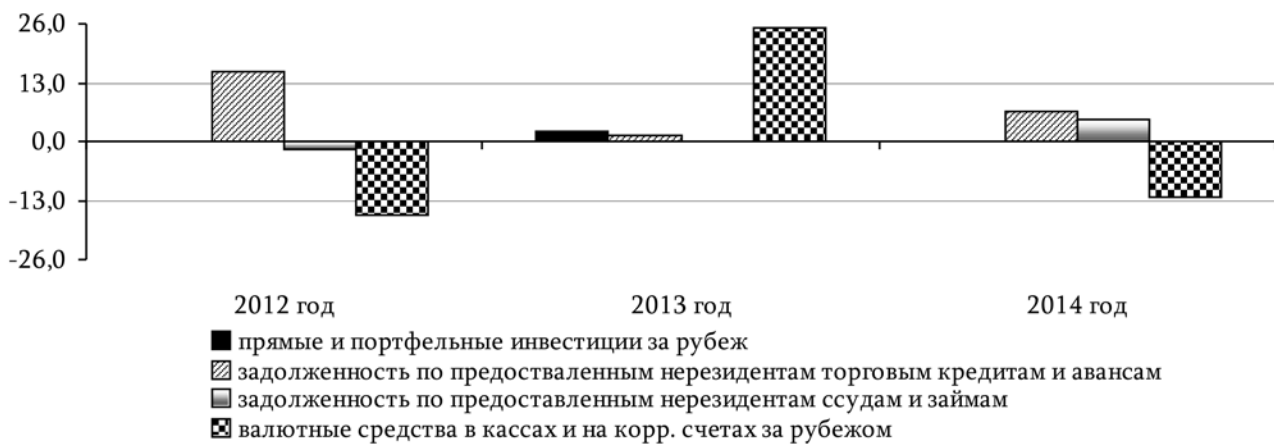 26,0
13,0
0,0
-13,0
-26,0
2012 год 2013 год 2014 год
прямые и портфельные инвестиции за рубеж
задолженность по предостваленным нерезидентам торговым кредитам и авансам
задолженность по предоставленным нерезидентам ссудам и займам
валютные средства в кассах и на корр. счетах за рубежом